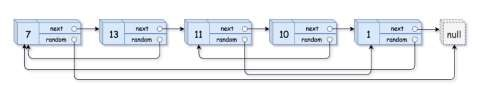 7 next random
13 next random
11 next random
10 next random
1 next random
null